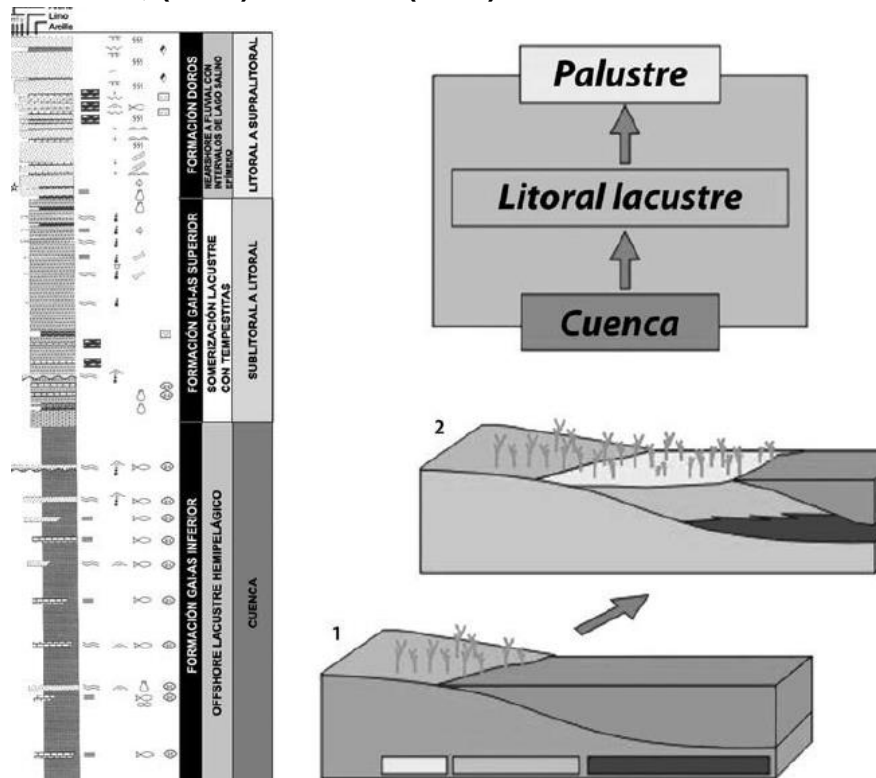 Limo
Arcilla
FORMACIÓN DOROS
NEARSHORE A FLUVIAL CON
INTERVALOS DE LAGO SALINO
EFÍMERO
LITORAL A SUPRALITORAL
FORMACIÓN GAI-AS SUPERIOR
SOMERIZACIÓN LACUSTRE
CON TEMPESTITAS
SUBLITORAL A LITORAL
FORMACIÓN GAI-AS INFERIOR
OFFSHORE LACUSTRE HEMIPELÁGICO
CUENCA
Palustre
Litoral lacustre
Cuenca
2
1